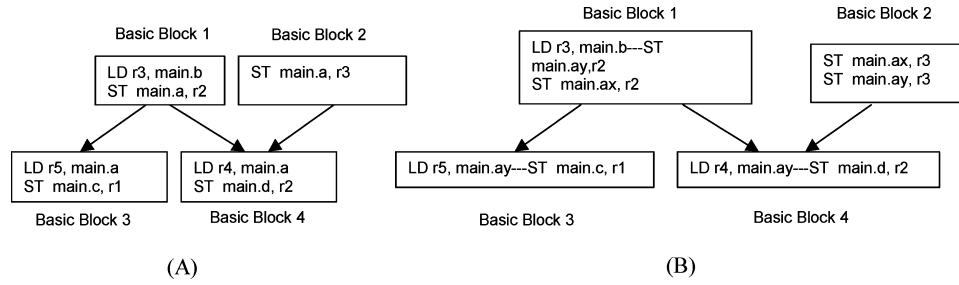 Basic Block 1
Basic Block 2
LD r3, main.b
ST main.a, r2
ST main.a, r3
LD r5, main.a
ST main.c, r1
LD r4, main.a
ST main.d, r2
Basic Block 3
Basic Block 4
(A)
Basic Block 1
Basic Block 2
LD r3, main.b---ST
main.ay,r2
ST main.ax, r2
ST main.ax, r3
ST main.ay, r3
LD r5, main.ay---ST main.c, r1
LD r4, main.ay---ST main.d, r2
Basic Block 3
Basic Block 4
(B)